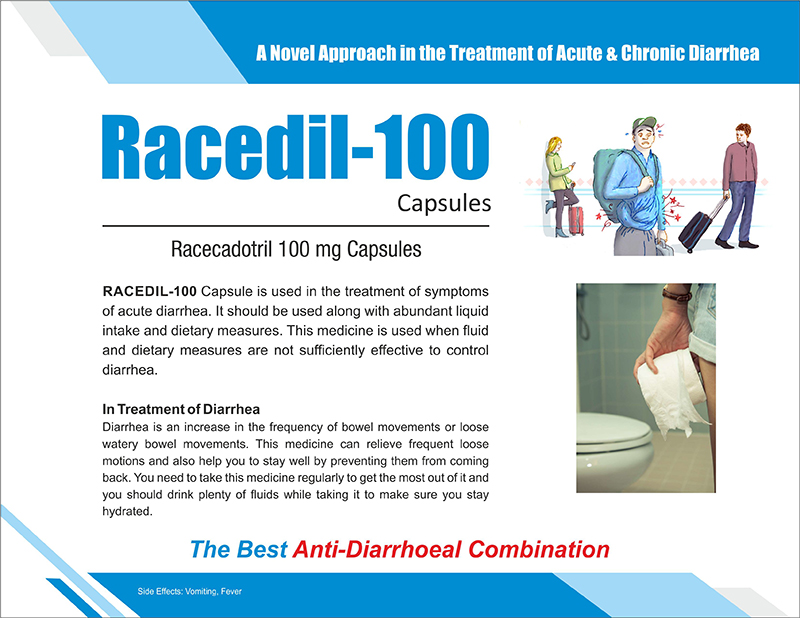 A Novel Approach in the Treatment of Acute & Chronic Diarrhea
Racedil-100
Capsules
Racecadotril 100 mg Capsules
RACEDIL-100 Capsule is used in the treatment of symptoms
of acute diarrhea. It should be used along with abundant liquid
intake and dietary measures. This medicine is used when fluid
and dietary measures are not sufficiently effective to control
diarrhea.
In Treatment of Diarrhea
Diarrhea is an increase in the frequency of bowel movements or loose
watery bowel movements. This medicine can relieve frequent loose
motions and also help you to stay well by preventing them from coming
back. You need to take this medicine regularly to get the most out of it and
you should drink plenty of fluids while taking it to make sure you stay
hydrated.
The Best Anti-Diarrhoeal Combination
Side Effects: Vomiting, Fever